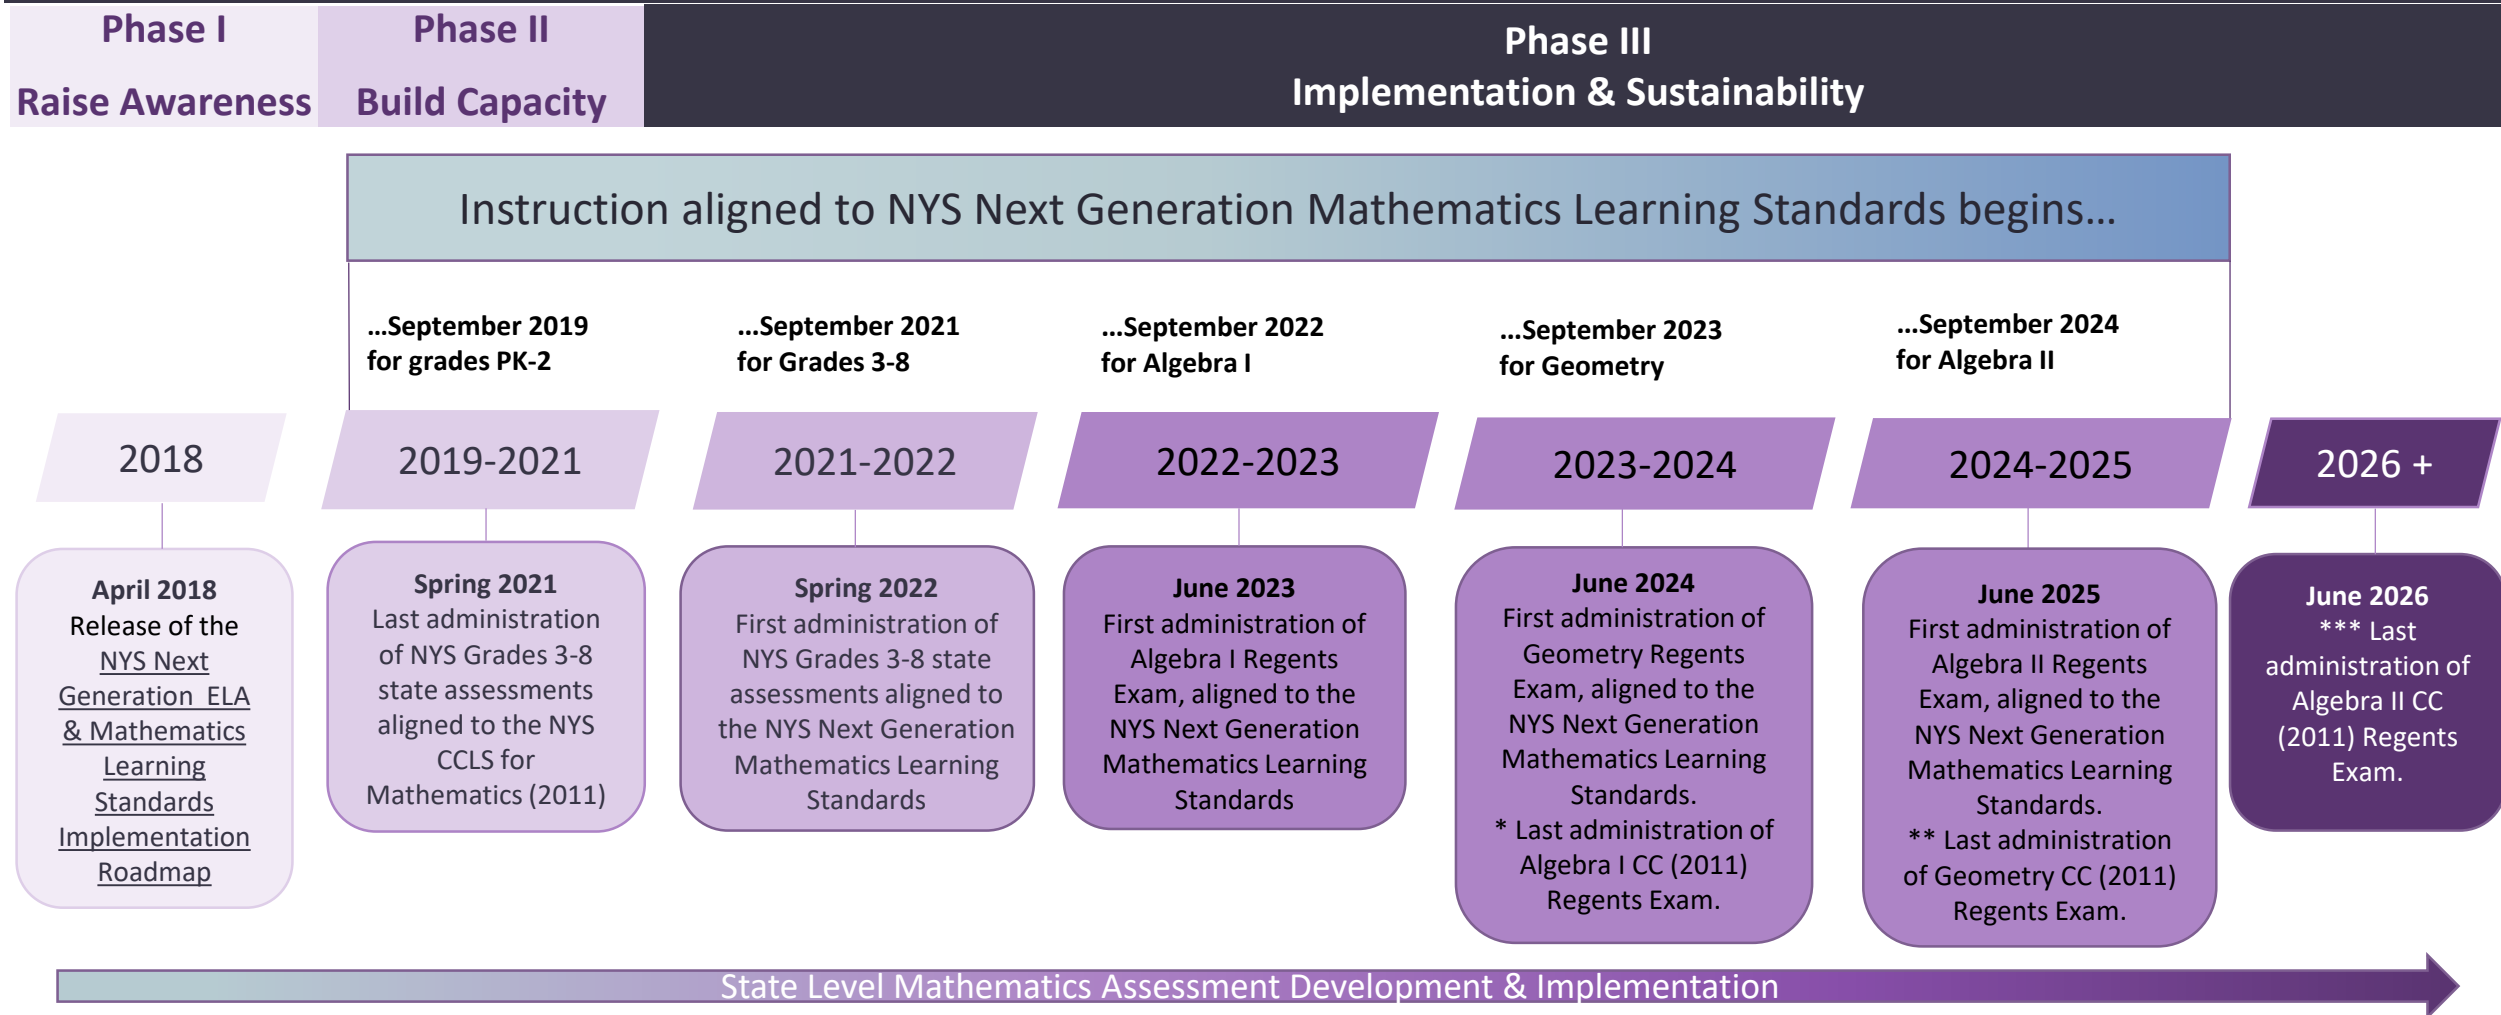 Phase I
Raise Awareness
Phase II
Build Capacity
Phase III
Implementation & Sustainability
Instruction aligned to NYS Next Generation Mathematics Learning Standards begins...
...September 2019
for grades PK-2
...September 2021
for Grades 3-8
...September 2022
for Algebra I
...September 2023
for Geometry
...September 2024
for Algebra II
2018
2019-2021
2021-2022
2022-2023
2023-2024
2024-2025
2026 +
April 2018
Release of the
NYS Next
Generation ELA
& Mathematics
Learning
Standards
Implementation
Roadmap
Spring 2021
Last administration
of NYS Grades 3-8
state assessments
aligned to the NYS
CCLS for
Mathematics (2011)
Spring 2022
First administration of
NYS Grades 3-8 state
assessments aligned to
the NYS Next Generation
Mathematics Learning
Standards
June 2023
First administration of
Algebra I Regents
Exam, aligned to the
NYS Next Generation
Mathematics Learning
Standards
June 2024
First administration of
Geometry Regents
Exam, aligned to the
NYS Next Generation
Mathematics Learning
Standards.
* Last administration of
Algebra I CC (2011)
Regents Exam.
June 2025
First administration of
Algebra II Regents
Exam, aligned to the
NYS Next Generation
Mathematics Learning
Standards.
** Last administration
of Geometry CC (2011)
Regents Exam.
June 2026
*** Last
administration of
Algebra II CC
(2011) Regents
Exam.
State Level Mathematics Assessment Development & Implementation